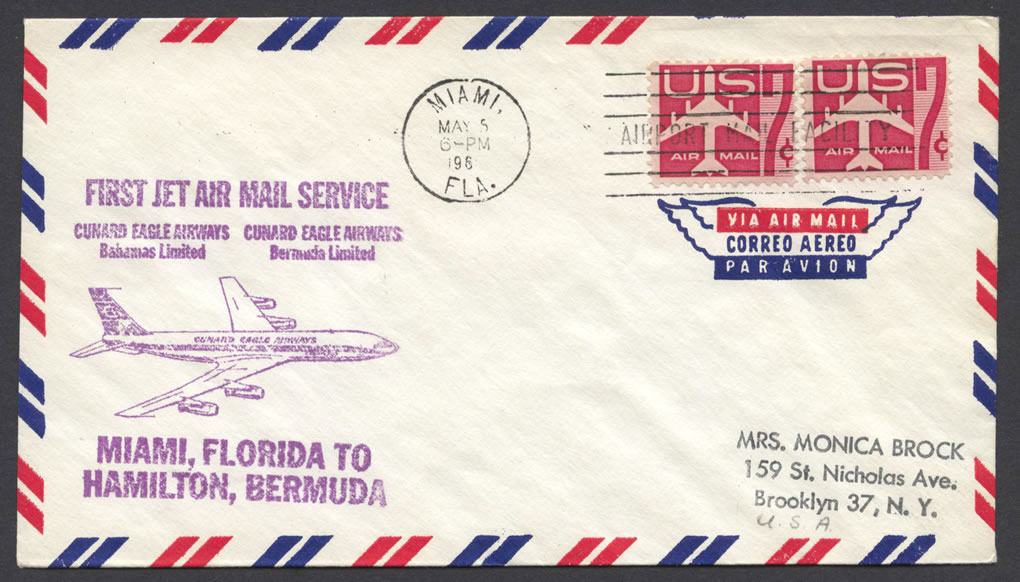 MIAMI,
MAY 5
6-PM
196
FLA.
AIRPORT MAIL FACILITY
US 7¢
AIR MAIL
US 7¢
AIR MAIL
VIA AIR MAIL
CORREO AEREO
PAR AVION
FIRST JET AIR MAIL SERVICE
CUNARD EAGLE AIRWAYS CUNARD EAGLE AIRWAYS
Bahamas Limited Bermuda Limited
CUNARD EAGLE AIRWAYS
MIAMI, FLORIDA TO
HAMILTON, BERMUDA
MRS. MONICA BROCK
159 St. Nicholas Ave.
Brooklyn 37, N. Y.
U.S.A